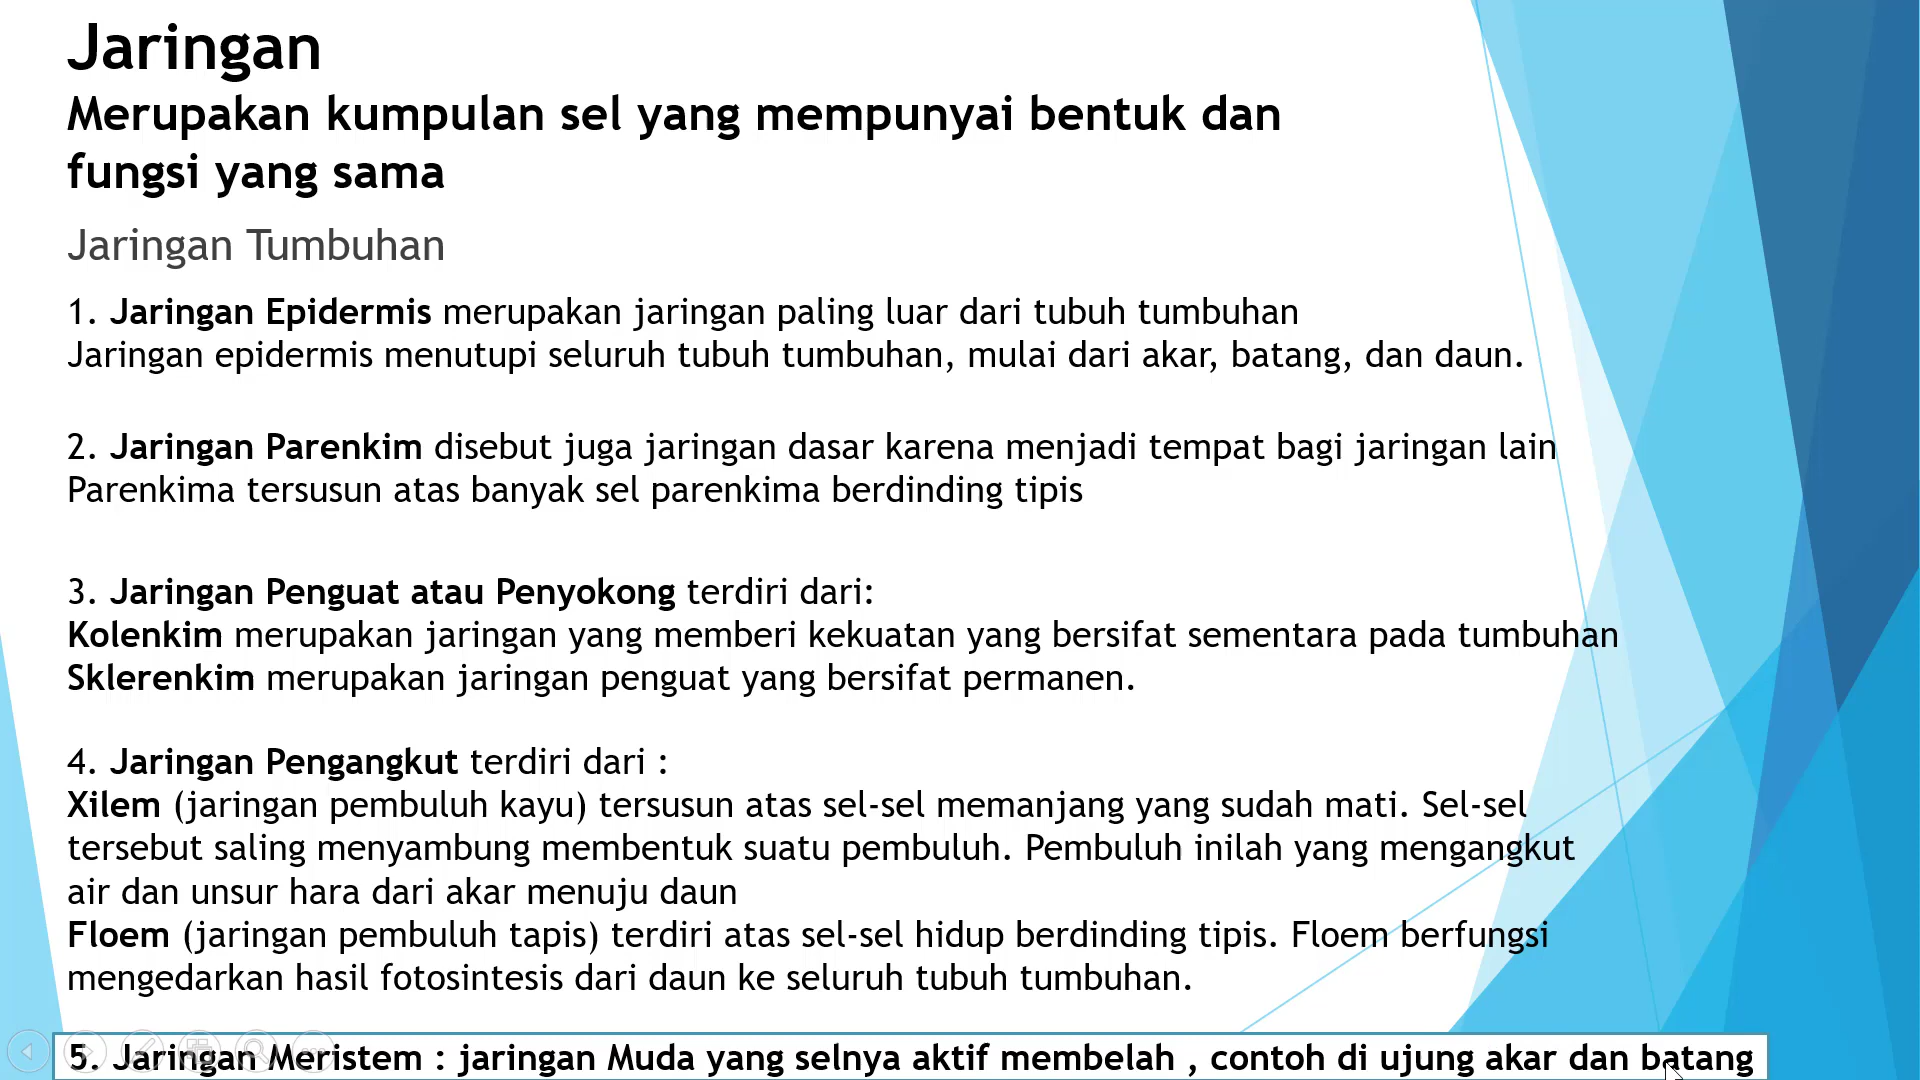 Jaringan
Merupakan kumpulan sel yang mempunyai bentuk dan
fungsi yang sama
Jaringan Tumbuhan
1. Jaringan Epidermis merupakan jaringan paling luar dari tubuh tumbuhan
Jaringan epidermis menutupi seluruh tubuh tumbuhan, mulai dari akar, batang, dan daun.
2. Jaringan Parenkim disebut juga jaringan dasar karena menjadi tempat bagi jaringan lain
Parenkima tersusun atas banyak sel parenkima berdinding tipis
3. Jaringan Penguat atau Penyokong terdiri dari:
Kolenkim merupakan jaringan yang memberi kekuatan yang bersifat sementara pada tumbuhan
Sklerenkim merupakan jaringan penguat yang bersifat permanen.
4. Jaringan Pengangkut terdiri dari :
Xilem (jaringan pembuluh kayu) tersusun atas sel-sel memanjang yang sudah mati. Sel-sel
tersebut saling menyambung membentuk suatu pembuluh. Pembuluh inilah yang mengangkut
air dan unsur hara dari akar menuju daun
Floem (jaringan pembuluh tapis) terdiri atas sel-sel hidup berdinding tipis. Floem berfungsi
mengedarkan hasil fotosintesis dari daun ke seluruh tubuh tumbuhan.
5. Jaringan Meristem : jaringan Muda yang selnya aktif membelah , contoh di ujung akar dan batang